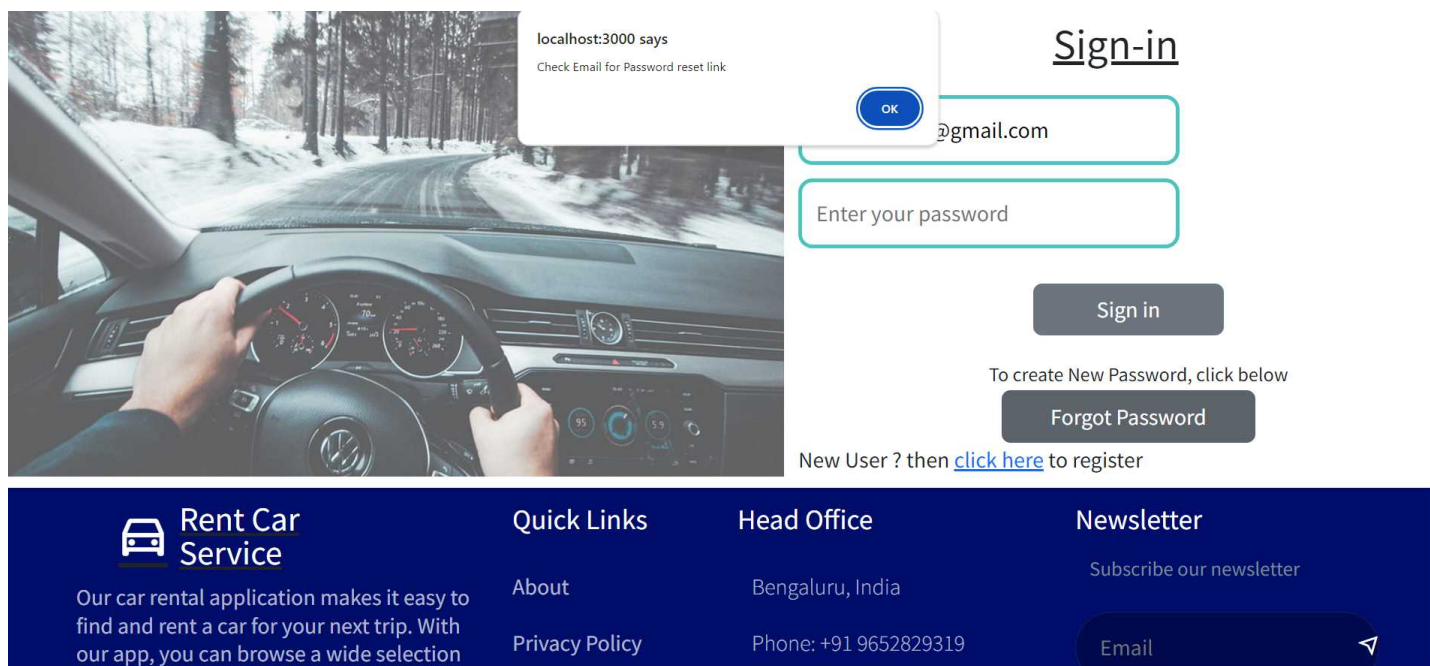 localhost:3000 says
Check Email for Password reset link
OK
Sign-in
@gmail.com
Enter your password
Sign in
To create New Password, click below
Forgot Password
New User ? then click here to register
Rent Car
Service
Our car rental application makes it easy to
find and rent a car for your next trip. With
our app, you can browse a wide selection
Quick Links
About
Privacy Policy
Head Office
Bengaluru, India
Phone: +91 9652829319
Newsletter
Subscribe our newsletter
Email